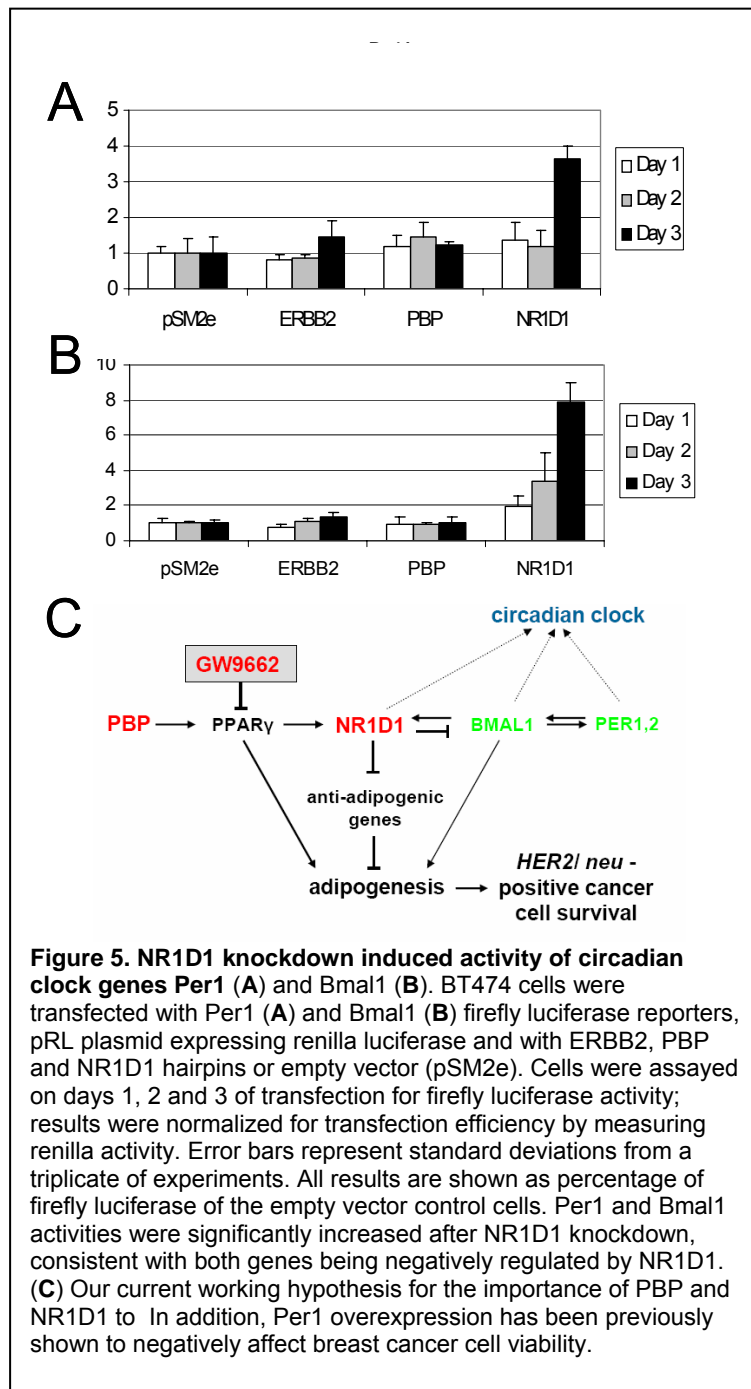 A
5
4
3
2
1
0
pSM2e ERBB2 PBP NR1D1
Day 1
Day 2
Day 3
B
10
8
6
4
2
0
pSM2e ERBB2 PBP NR1D1
Day 1
Day 2
Day 3
C
circadian clock
GW9662
PBP PPARγ NR1D1 BMAL1 PER1,2
anti-adipogenic
genes
adipogenesis
HER2/ neu -
positive cancer
cell survival
Figure 5. NR1D1 knockdown induced activity of circadian
clock genes Per1 (A) and Bmal1 (B). BT474 cells were
transfected with Per1 (A) and Bmal1 (B) firefly luciferase reporters,
pRL plasmid expressing renilla luciferase and with ERBB2, PBP
and NR1D1 hairpins or empty vector (pSM2e). Cells were assayed
on days 1, 2 and 3 of transfection for firefly luciferase activity;
results were normalized for transfection efficiency by measuring
renilla activity. Error bars represent standard deviations from a
triplicate of experiments. All results are shown as percentage of
firefly luciferase of the empty vector control cells. Per1 and Bmal1
activities were significantly increased after NR1D1 knockdown,
consistent with both genes being negatively regulated by NR1D1.
(C) Our current working hypothesis for the importance of PBP and
NR1D1 to In addition, Per1 overexpression has been previously
shown to negatively affect breast cancer cell viability.